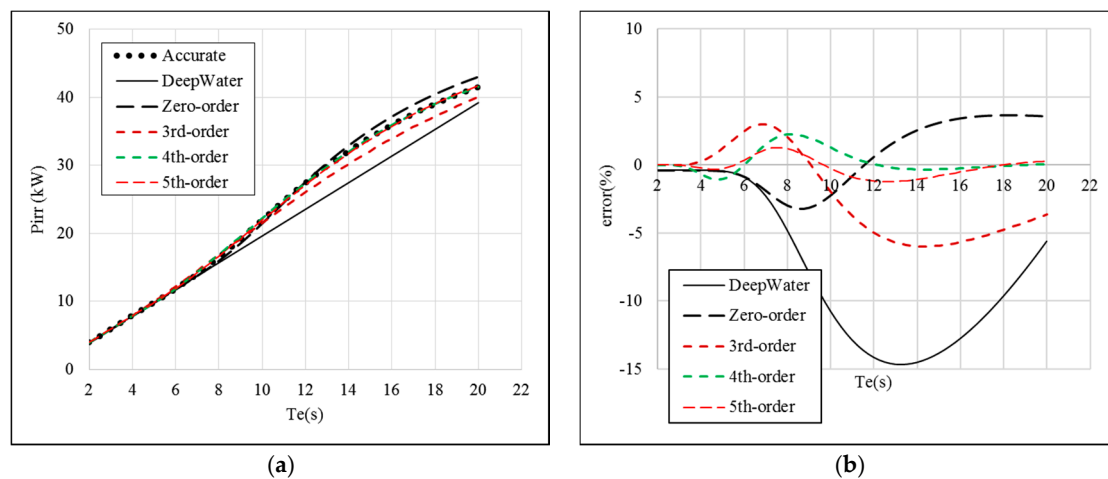 50
40
30
20
10
0
Pirr (kW)
Accurate
DeepWater
Zero-order
3rd-order
4th-order
5th-order
2 4 6 8 10 12 14 16 18 20 22
Te(s)
(a)
10
5
0
-5
-10
-15
error(%)
2 4 6 8 10 12 14 16 18 20 22
DeepWater
Zero-order
3rd-order
4th-order
5th-order
Te(s)
(b)